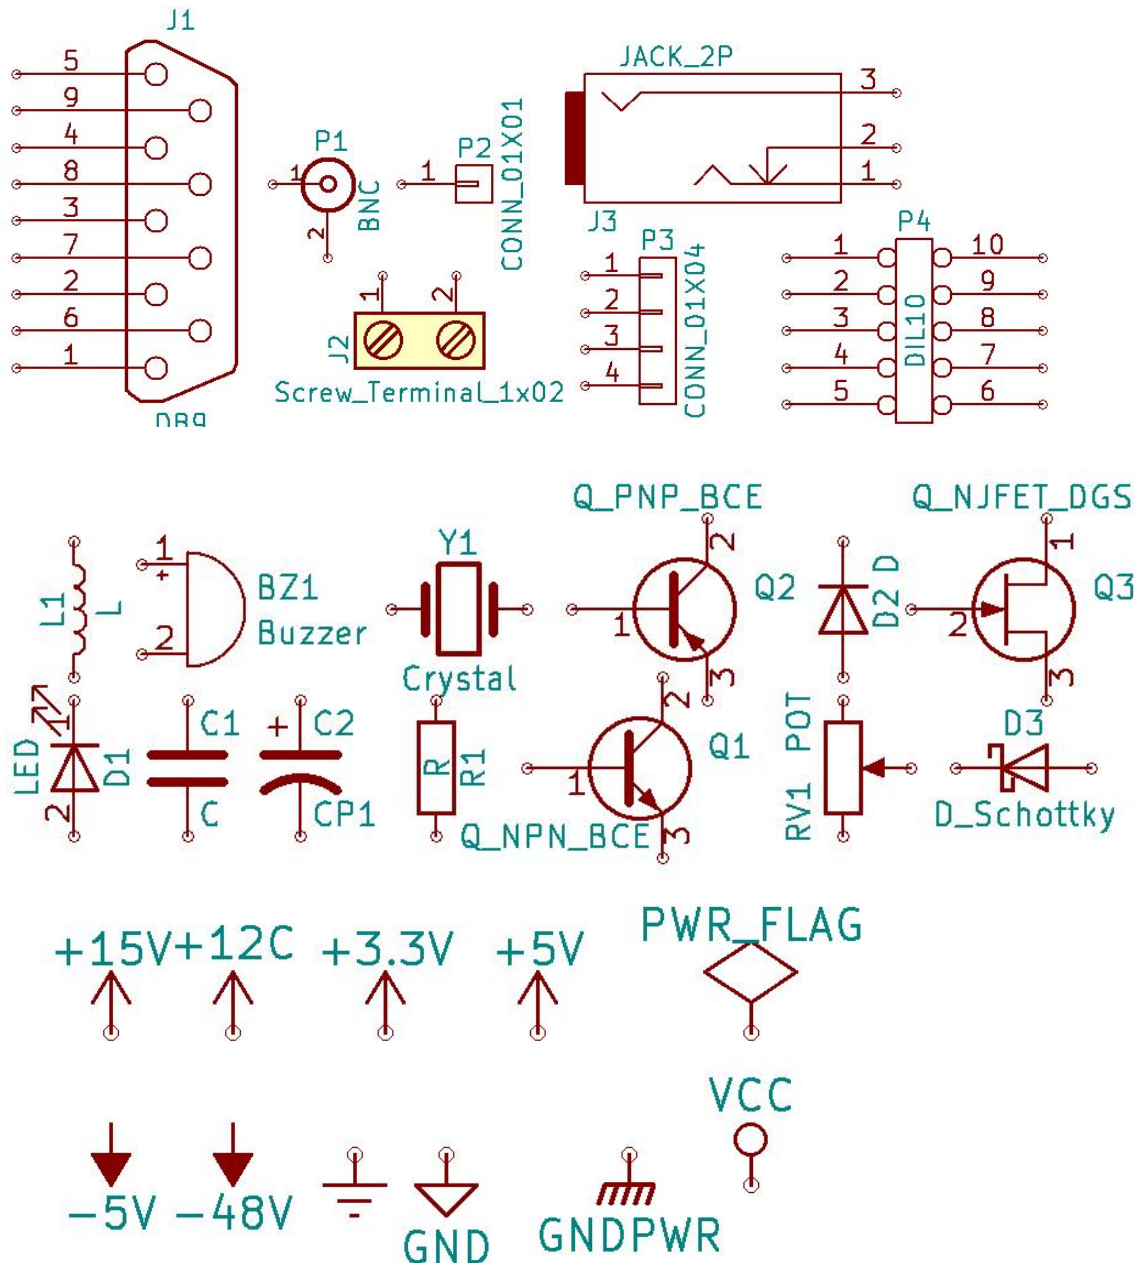 J1
5
9
4
8
3
7
2
6
1
DB9
P1
1
2
BNC
P2
1
CONN_01X01
JACK_2P
3
2
1
J3
J2
1
2
Screw_Terminal_1x02
P3
1
2
3
4
CONN_01X04
P4
1
2
3
4
5
DIL10
10
9
8
7
6
L1
L
1
+
2
BZ1
Buzzer
Y1
Crystal
Q_PNP_BCE
Q2
1
2
3
D2
D
Q_NJFET_DGS
Q3
1
2
3
LED
D1
1
2
C1
C
+
C2
CP1
R
R1
Q1
1
2
3
Q_NPN_BCE
RV1
POT
D3
D_Schottky
+15V
+12C
+3.3V
+5V
PWR_FLAG
VCC
-5V
-48V
GND
GNDPWR